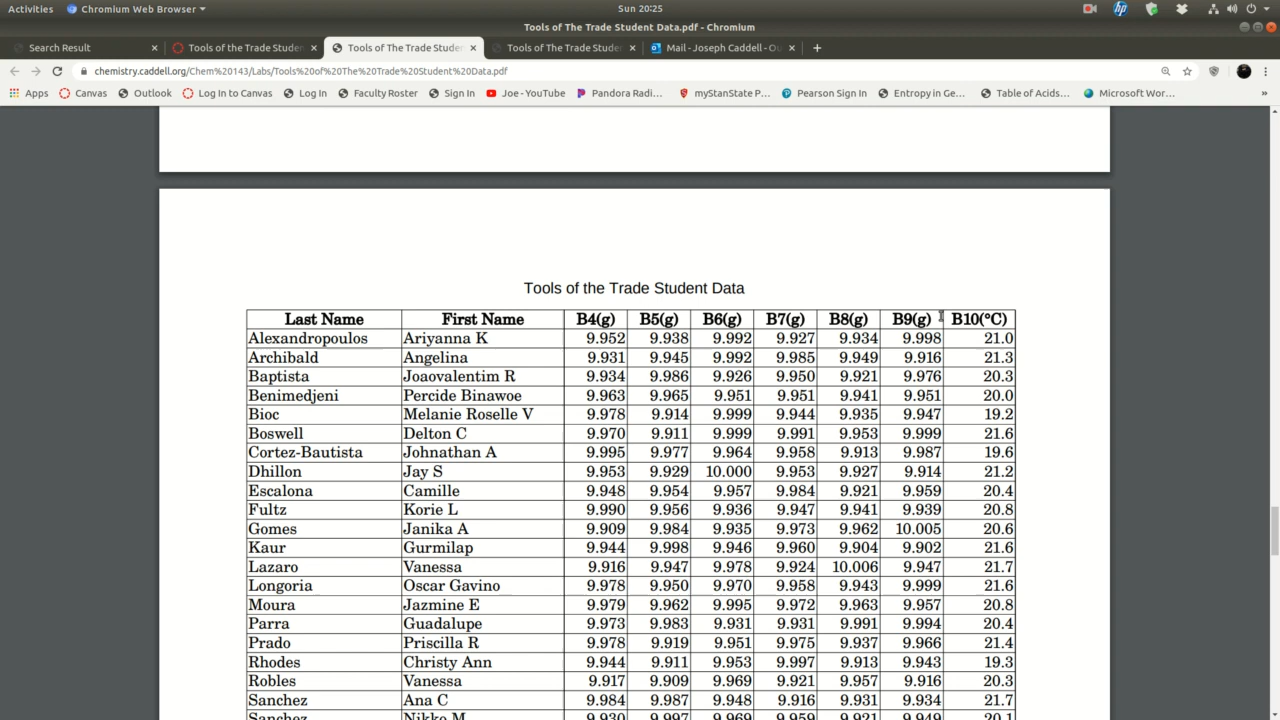 Activities Chromium Web Browser Sun 20:25
Tools of The Trade Student Data.pdf - Chromium
Search Result × Tools of the Trade Studen × Tools of The Trade Studen × Tools of The Trade Studen × Mail - Joseph Caddell - Ou × +
chemistry.caddell.org/Chem%20143/Labs/Tools%20of%20The%20Trade%20Student%20Data.pdf
Apps Canvas Outlook Log In to Canvas Log In Faculty Roster Sign In Joe - YouTube Pandora Radi... myStanState P... Pearson Sign In Entropy in Ge... Table of Acids... Microsoft Wor... »
Tools of the Trade Student Data
Last Name First Name B4(g) B5(g) B6(g) B7(g) B8(g) B9(g) B10(°C)
Alexandropoulos Ariyanna K 9.952 9.938 9.992 9.927 9.934 9.998 21.0
Archibald Angelina 9.931 9.945 9.992 9.985 9.949 9.916 21.3
Baptista Joaovalentim R 9.934 9.986 9.926 9.950 9.921 9.976 20.3
Benimedjeni Percide Binawoe 9.963 9.965 9.951 9.951 9.941 9.951 20.0
Bioc Melanie Roselle V 9.978 9.914 9.999 9.944 9.935 9.947 19.2
Boswell Delton C 9.970 9.911 9.999 9.991 9.953 9.999 21.6
Cortez-Bautista Johnathan A 9.995 9.977 9.964 9.958 9.913 9.987 19.6
Dhillon Jay S 9.953 9.929 10.000 9.953 9.927 9.914 21.2
Escalona Camille 9.948 9.954 9.957 9.984 9.921 9.959 20.4
Fultz Korie L 9.990 9.956 9.936 9.947 9.941 9.939 20.8
Gomes Janika A 9.909 9.984 9.935 9.973 9.962 10.005 20.6
Kaur Gurmilap 9.944 9.998 9.946 9.960 9.904 9.902 21.6
Lazaro Vanessa 9.916 9.947 9.978 9.924 10.006 9.947 21.7
Longoria Oscar Gavino 9.978 9.950 9.970 9.958 9.943 9.999 21.6
Moura Jazmine E 9.979 9.962 9.995 9.972 9.963 9.957 20.8
Parra Guadalupe 9.973 9.983 9.931 9.931 9.991 9.994 20.4
Prado Priscilla R 9.978 9.919 9.951 9.975 9.937 9.966 21.4
Rhodes Christy Ann 9.944 9.911 9.953 9.997 9.913 9.943 19.3
Robles Vanessa 9.917 9.909 9.969 9.921 9.957 9.916 20.3
Sanchez Ana C 9.984 9.987 9.948 9.916 9.931 9.934 21.7
Sanchez Nikko M 9.930 9.997 9.969 9.959 9.921 9.949 20.1